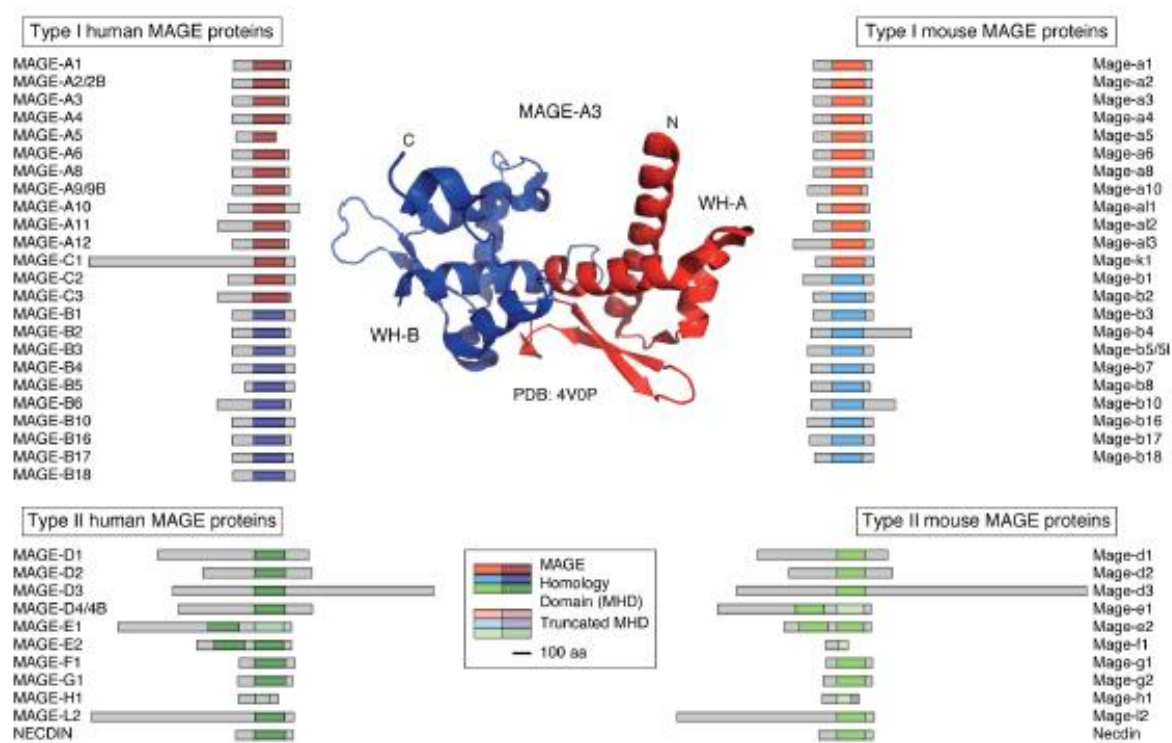 Type I human MAGE proteins
MAGE-A1
MAGE-A2/2B
MAGE-A3
MAGE-A4
MAGE-A5
MAGE-A6
MAGE-A8
MAGE-A9/9B
MAGE-A10
MAGE-A11
MAGE-A12
MAGE-C1
MAGE-C2
MAGE-C3
MAGE-B1
MAGE-B2
MAGE-B3
MAGE-B4
MAGE-B5
MAGE-B6
MAGE-B10
MAGE-B16
MAGE-B17
MAGE-B18
MAGE-A3
N
C
WH-A
WH-B
PDB: 4V0P
Type I mouse MAGE proteins
Mage-a1
Mage-a2
Mage-a3
Mage-a4
Mage-a5
Mage-a6
Mage-a8
Mage-a10
Mage-al1
Mage-al2
Mage-al3
Mage-k1
Mage-b1
Mage-b2
Mage-b3
Mage-b4
Mage-b5/5l
Mage-b7
Mage-b8
Mage-b10
Mage-b16
Mage-b17
Mage-b18
Type II human MAGE proteins
MAGE-D1
MAGE-D2
MAGE-D3
MAGE-D4/4B
MAGE-E1
MAGE-E2
MAGE-F1
MAGE-G1
MAGE-H1
MAGE-L2
NECDIN
MAGE
Homology
Domain (MHD)
Truncated MHD
100 aa
Type II mouse MAGE proteins
Mage-d1
Mage-d2
Mage-d3
Mage-e1
Mage-e2
Mage-f1
Mage-g1
Mage-g2
Mage-h1
Mage-l2
Necdin